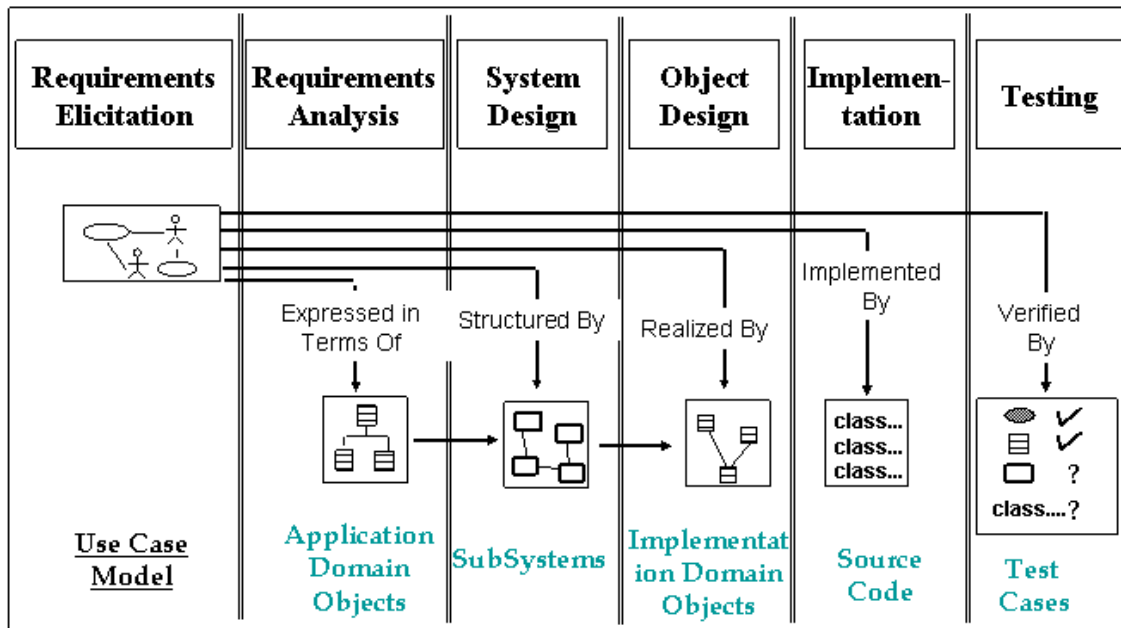 Requirements
Elicitation
Requirements
Analysis
System
Design
Object
Design
Implemen-
tation
Testing
Expressed in
Terms Of
Structured By
Realized By
Implemented
By
Verified
By
class...
class...
class...
?
class....?
Use Case
Model
Application
Domain
Objects
SubSystems
Implementat
ion Domain
Objects
Source
Code
Test
Cases